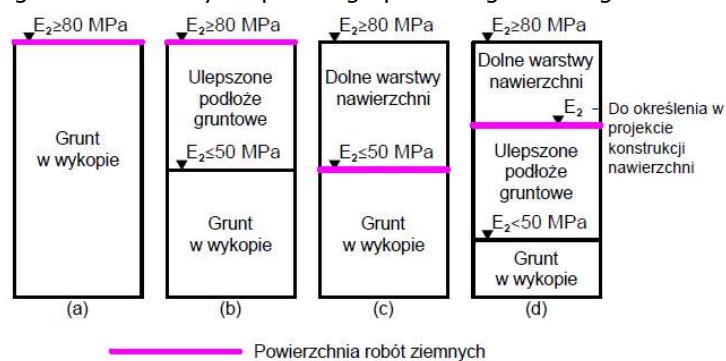 E₂≥80 MPa
Grunt
w wykopie
(a)
E₂≥80 MPa
Ulepszone
podłoże
gruntowe
E₂≤50 MPa
Grunt
w wykopie
(b)
E₂≥80 MPa
Dolne warstwy
nawierzchni
E₂≤50 MPa
Grunt
w wykopie
(c)
E₂≥80 MPa
Dolne warstwy
nawierzchni
E₂ – Do określenia w
projekcie
konstrukcji
nawierzchni
Ulepszone
podłoże
gruntowe
E₂<50 MPa
Grunt
w wykopie
(d)
Powierzchnia robót ziemnych